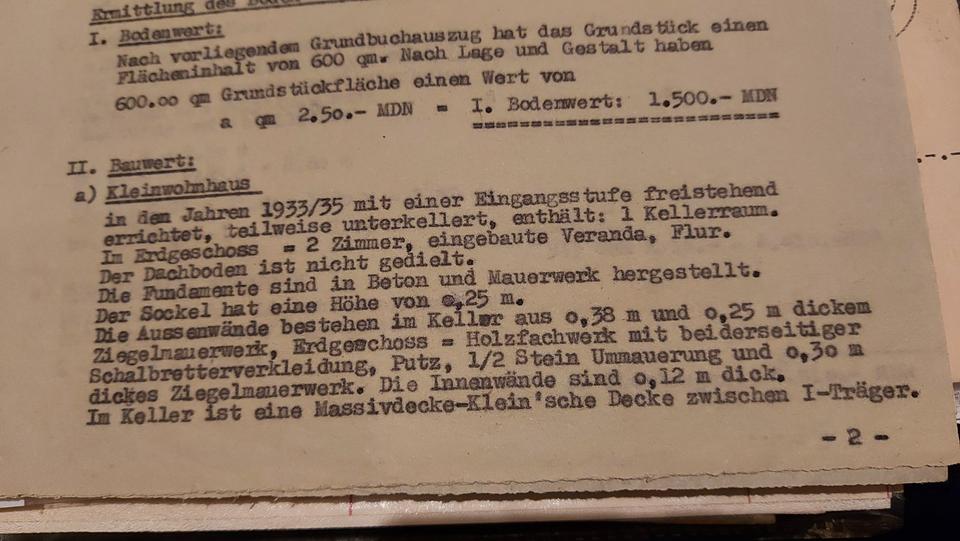 Ermittlung des
I. Bodenwert:
Nach vorliegendem Grundbuchauszug hat das Grundstück einen
Flächeninhalt von 600 qm. Nach Lage und Gestalt haben
600.oo qm Grundstückfläche einen Wert von
a qm 2.50.- MDN = I. Bodenwert: 1.500.- MDN
===========================
II. Bauwert:
a) Kleinwohnhaus
in den Jahren 1933/35 mit einer Eingangsstufe freistehend
errichtet, teilweise unterkellert, enthält: 1 Kellerraum.
Im Erdgeschoss = 2 Zimmer, eingebaute Veranda, Flur.
Der Dachboden ist nicht gedielt.
Die Fundamente sind in Beton und Mauerwerk hergestellt.
Der Sockel hat eine Höhe von o,25 m.
Die Aussenwände bestehen im Keller aus o,38 m und o,25 m dickem
Ziegelmauerwerk, Erdgeschoss = Holzfachwerk mit beiderseitiger
Schalbretterverkleidung, Putz, 1/2 Stein Ummauerung und o,3o m
dickes Ziegelmauerwerk. Die Innenwände sind o,12 m dick.
Im Keller ist eine Massivdecke-Klein'sche Decke zwischen I-Träger.
- 2 -